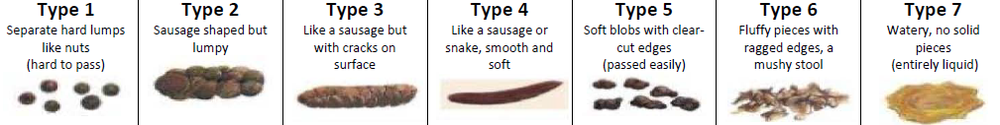 Type 1
Separate hard lumps
like nuts
(hard to pass)
Type 2
Sausage shaped but
lumpy
Type 3
Like a sausage but
with cracks on
surface
Type 4
Like a sausage or
snake, smooth and
soft
Type 5
Soft blobs with clear-
cut edges
(passed easily)
Type 6
Fluffy pieces with
ragged edges, a
mushy stool
Type 7
Watery, no solid
pieces
(entirely liquid)